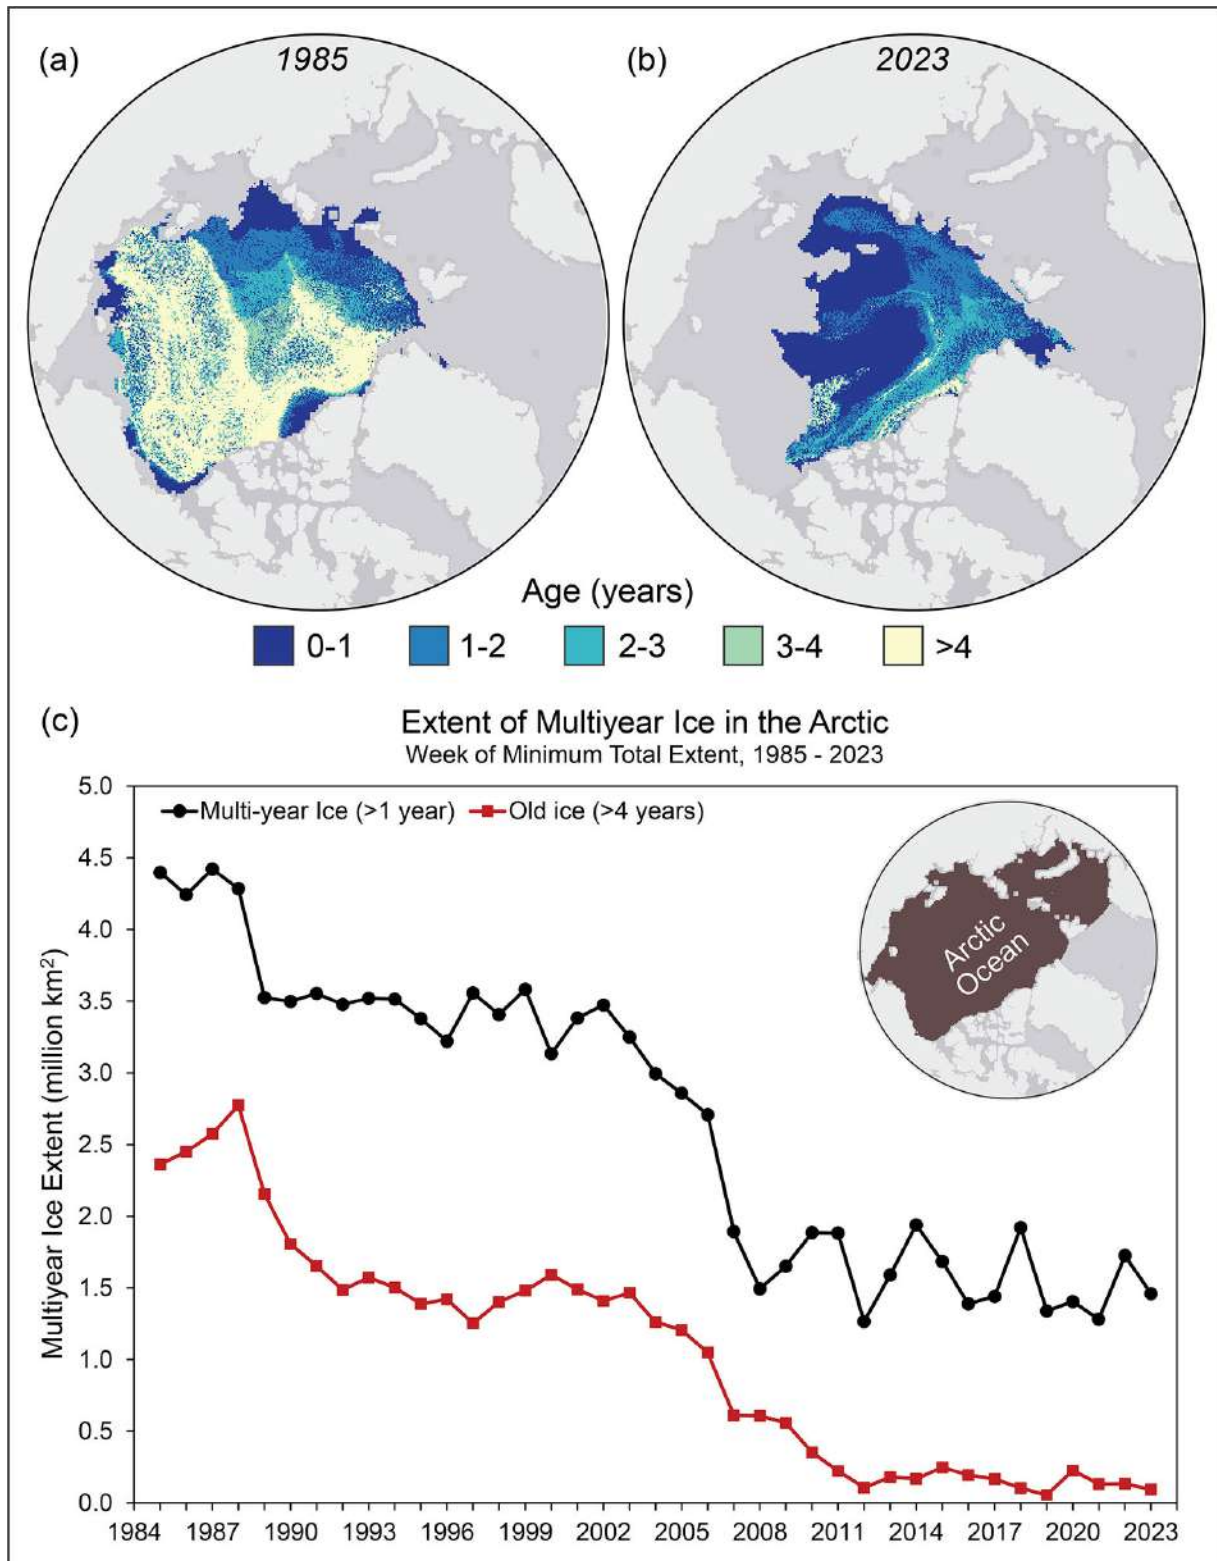 (a)
1985
(b)
2023
Age (years)
0-1 1-2 2-3 3-4 >4
(c)
Extent of Multiyear Ice in the Arctic
Week of Minimum Total Extent, 1985 - 2023
Multi-year Ice (>1 year) Old ice (>4 years)
Arctic
Ocean
Multiyear Ice Extent (million km²)
5.0
4.5
4.0
3.5
3.0
2.5
2.0
1.5
1.0
0.5
0.0
1984 1987 1990 1993 1996 1999 2002 2005 2008 2011 2014 2017 2020 2023